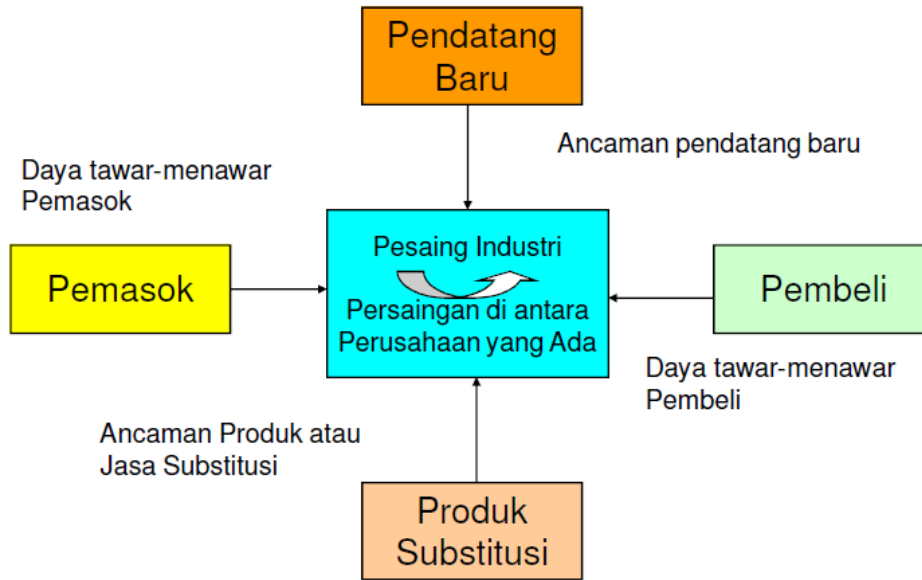 Pendatang
Baru
Ancaman pendatang baru
Daya tawar-menawar
Pemasok
Pemasok
Pesaing Industri
Persaingan di antara
Perusahaan yang Ada
Pembeli
Daya tawar-menawar
Pembeli
Ancaman Produk atau
Jasa Substitusi
Produk
Substitusi